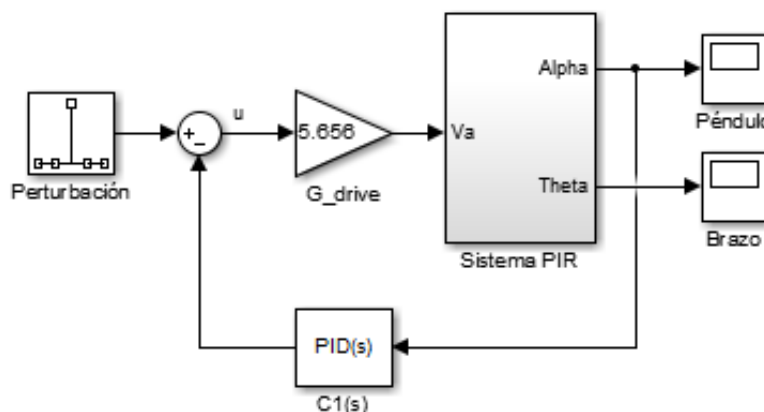 Alpha
Péndulo
u
+
-
5.656
Va
Perturbación
G_drive
Theta
Sistema PIR
Brazo
PID(s)
C1(s)